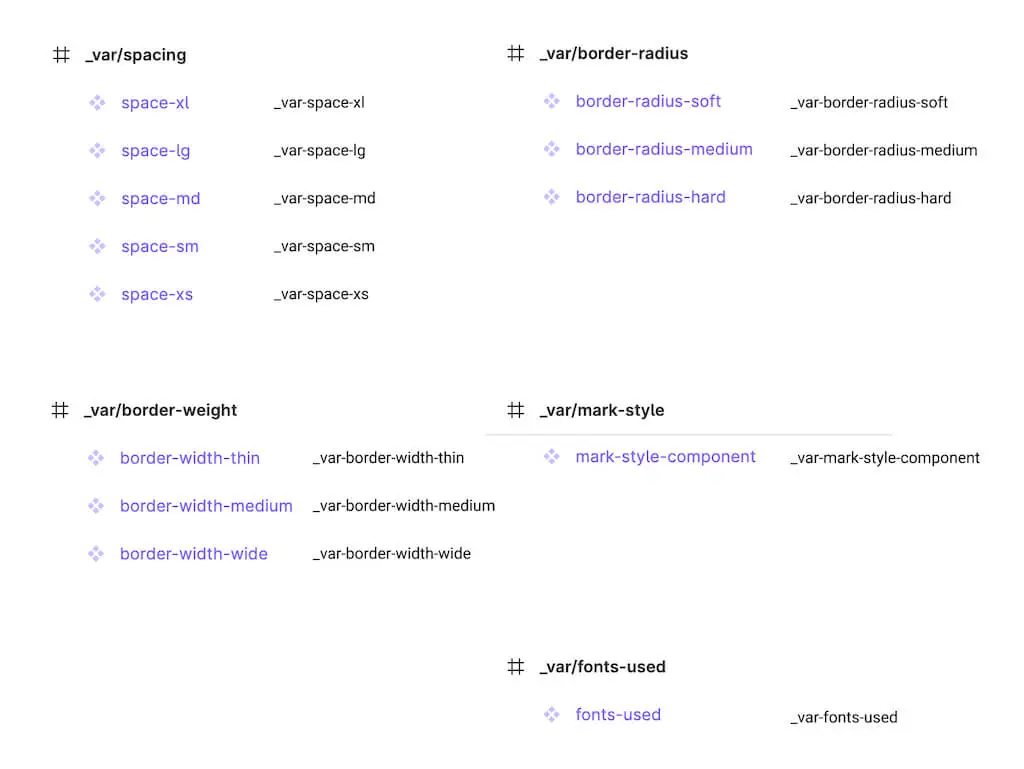 _var/spacing
space-xl _var-space-xl
space-lg _var-space-lg
space-md _var-space-md
space-sm _var-space-sm
space-xs _var-space-xs
_var/border-radius
border-radius-soft _var-border-radius-soft
border-radius-medium _var-border-radius-medium
border-radius-hard _var-border-radius-hard
_var/border-weight
border-width-thin _var-border-width-thin
border-width-medium _var-border-width-medium
border-width-wide _var-border-width-wide
_var/mark-style
mark-style-component _var-mark-style-component
_var/fonts-used
fonts-used _var-fonts-used